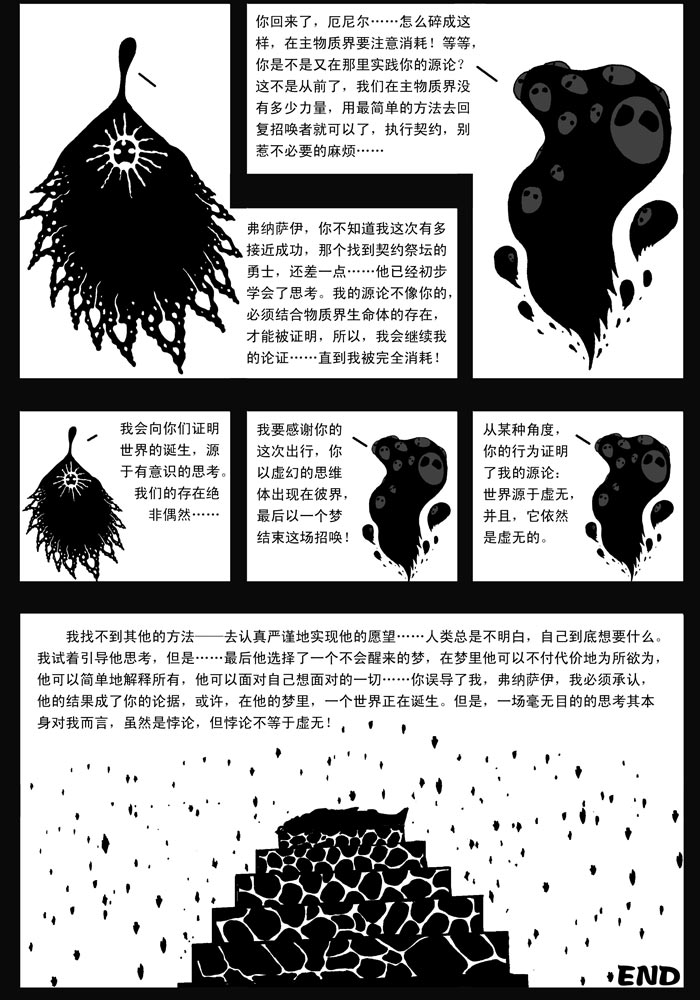 你回来了，厄尼尔……怎么碎成这
样，在主物质界要注意消耗！等等，
你是不是又在那里实践你的源论？
这不是从前了，我们在主物质界没
有多少力量，用最简单的方法去回
复招唤者就可以了，执行契约，别
惹不必要的麻烦……
弗纳萨伊，你不知道我这次有多
接近成功，那个找到契约祭坛的
勇士，还差一点……他已经初步
学会了思考。我的源论不像你的，
必须结合物质界生命体的存在，
才能被证明，所以，我会继续我
的论证……直到我被完全消耗！
我会向你们证明
世界的诞生，源
于有意识的思考。
我们的存在绝
非偶然……
我要感谢你的
这次出行，你
以虚幻的思维
体出现在彼界，
最后以一个梦
结束这场招唤！
从某种角度，
你的行为证明
了我的源论：
世界源于虚无，
并且，它依然
是虚无的。
我找不到其他的方法——去认真严谨地实现他的愿望……人类总是不明白，自己到底想要什么。
我试着引导他思考，但是……最后他选择了一个不会醒来的梦，在梦里他可以不付代价地为所欲为，
他可以简单地解释所有，他可以面对自己想面对的一切……你误导了我，弗纳萨伊，我必须承认，
他的结果成了你的论据，或许，在他的梦里，一个世界正在诞生。但是，一场毫无目的的思考其本
身对我而言，虽然是悖论，但悖论不等于虚无！
END